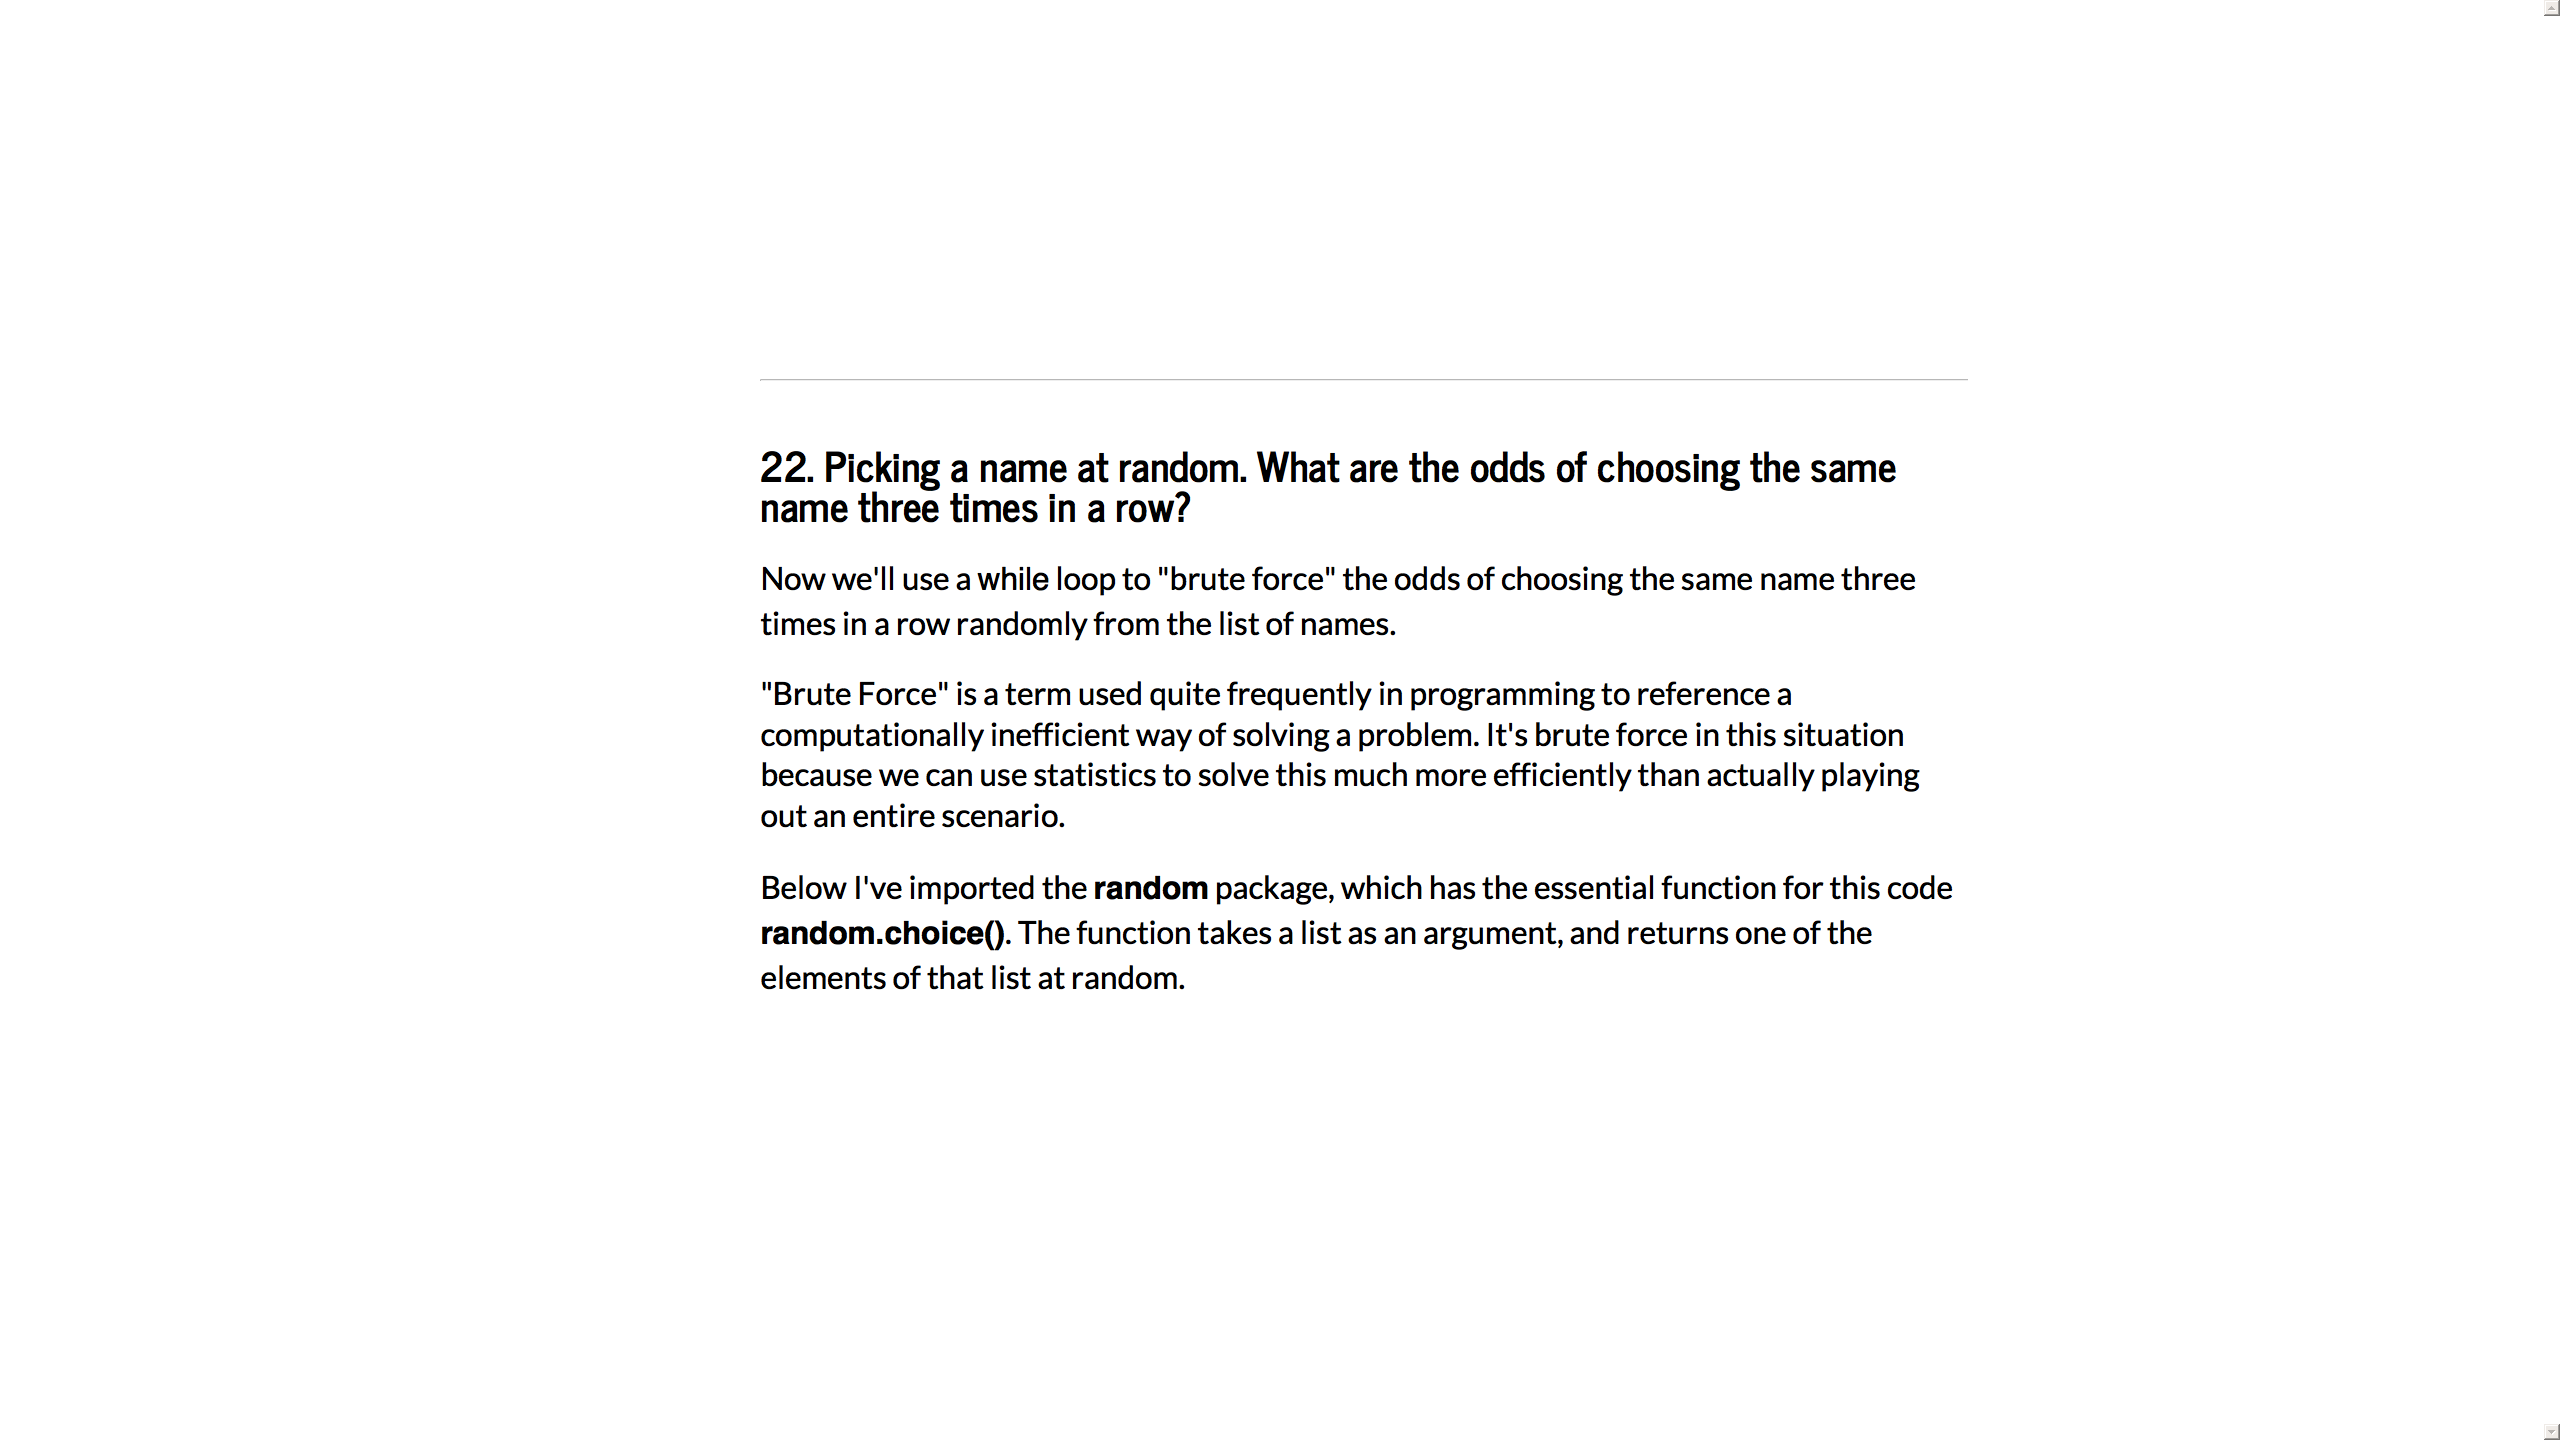 22. Picking a name at random. What are the odds of choosing the same
name three times in a row?
Now we'll use a while loop to "brute force" the odds of choosing the same name three
times in a row randomly from the list of names.
"Brute Force" is a term used quite frequently in programming to reference a
computationally inefficient way of solving a problem. It's brute force in this situation
because we can use statistics to solve this much more efficiently than actually playing
out an entire scenario.
Below I've imported the random package, which has the essential function for this code
random.choice(). The function takes a list as an argument, and returns one of the
elements of that list at random.